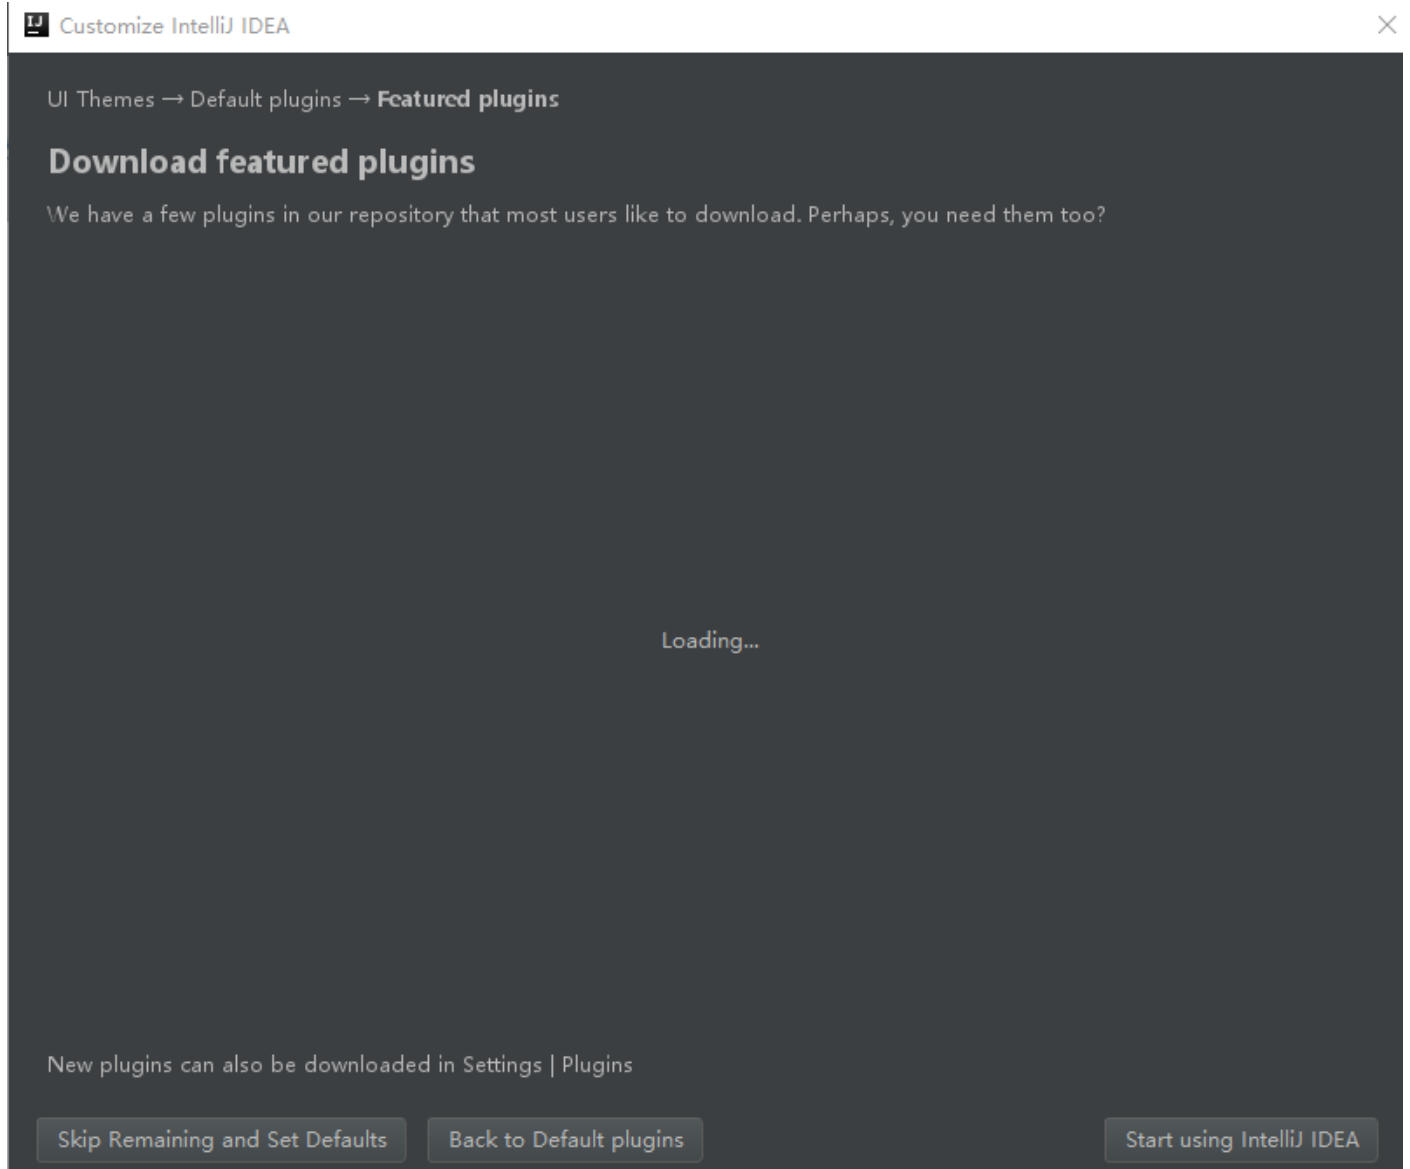 IJ Customize IntelliJ IDEA
UI Themes → Default plugins → Featured plugins
Download featured plugins
We have a few plugins in our repository that most users like to download. Perhaps, you need them too?
Loading...
New plugins can also be downloaded in Settings | Plugins
Skip Remaining and Set Defaults Back to Default plugins Start using IntelliJ IDEA